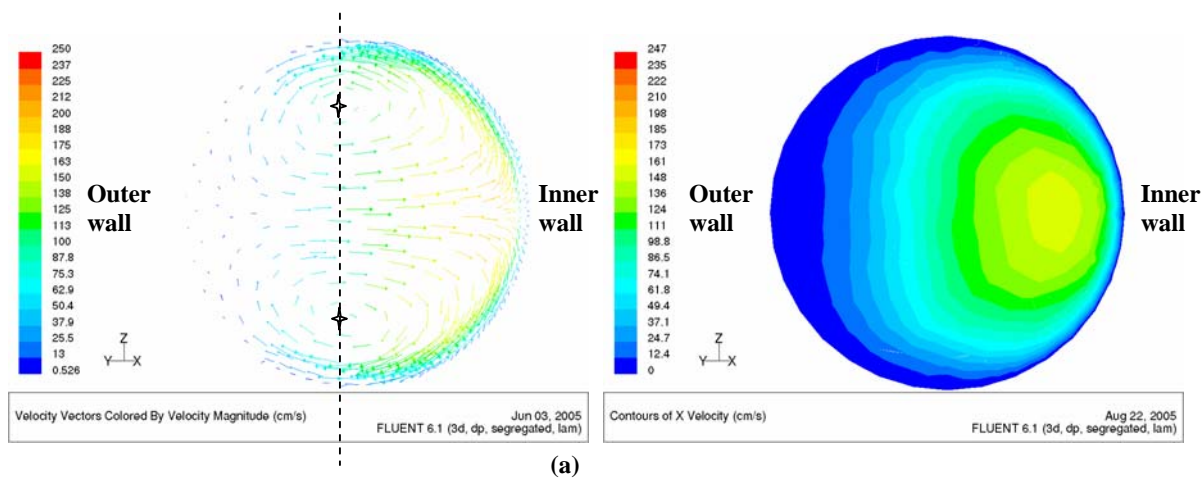 250
237
225
212
200
188
175
163
150
138
125
113
100
87.8
75.3
62.9
50.4
37.9
25.5
13
0.526
Outer
wall
Inner
wall
Z
Y X
Velocity Vectors Colored By Velocity Magnitude (cm/s)
Jun 03, 2005
FLUENT 6.1 (3d, dp, segregated, lam)
247
235
222
210
198
185
173
161
148
136
124
111
98.8
86.5
74.1
61.8
49.4
37.1
24.7
12.4
0
Outer
wall
Inner
wall
Z
Y X
Contours of X Velocity (cm/s)
Aug 22, 2005
FLUENT 6.1 (3d, dp, segregated, lam)
(a)